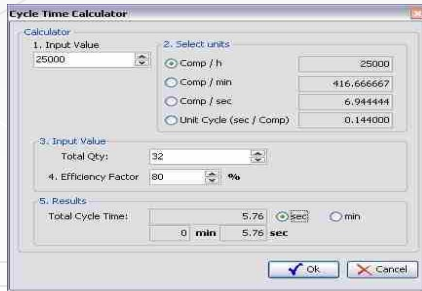 Cycle Time Calculator
Calculator
1. Input Value
25000
2. Select units
Comp / h 25000
Comp / min 416.666667
Comp / sec 6.944444
Unit Cycle (sec / Comp) 0.144000
3. Input Value
Total Qty: 32
4. Efficiency Factor 80 %
5. Results
Total Cycle Time: 5.76 sec min
0 min 5.76 sec
Ok Cancel